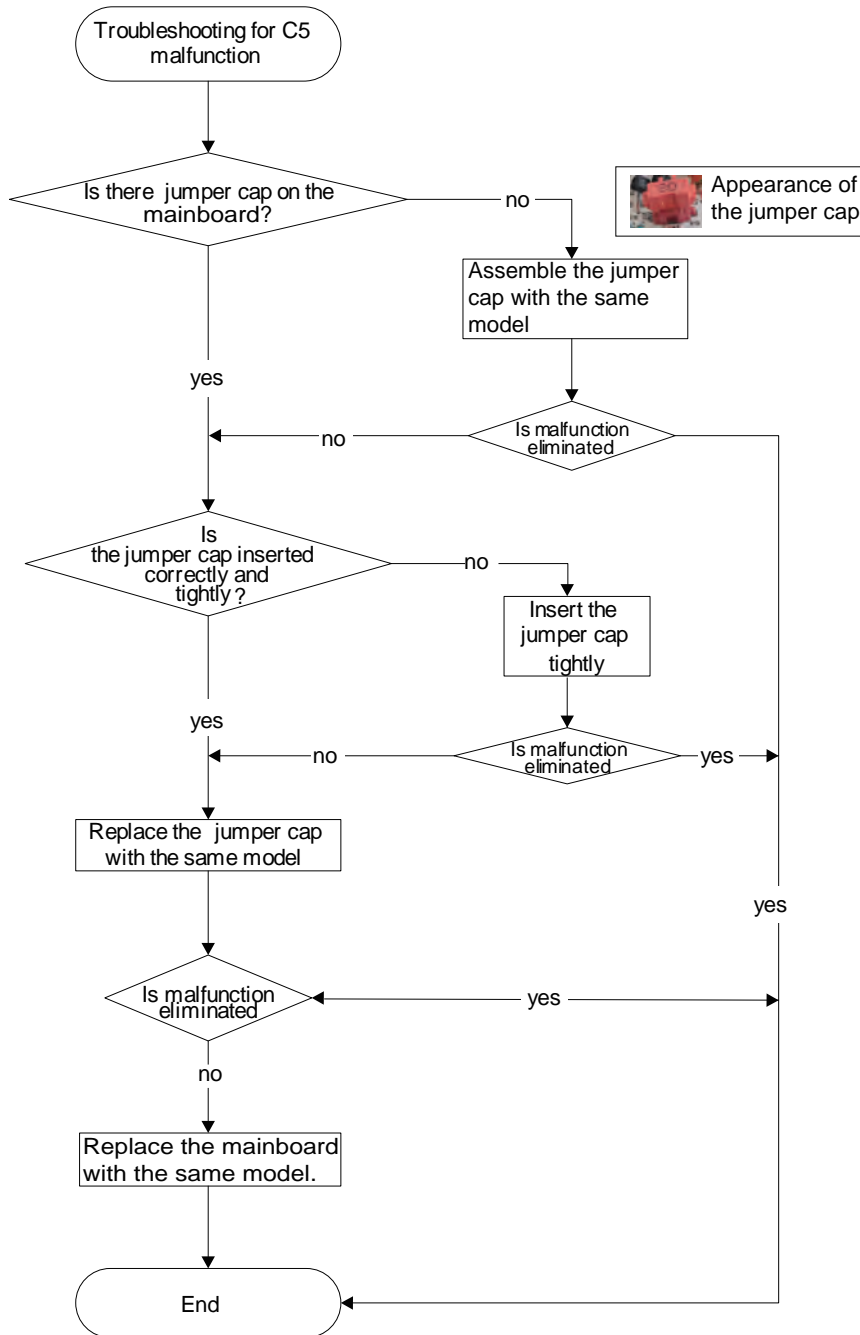 Troubleshooting for C5
malfunction
Is there jumper cap on the
mainboard?
no
Appearance of
the jumper cap
Assemble the jumper
cap with the same
model
yes
no
Is malfunction
eliminated
Is
the jumper cap inserted
correctly and
tightly?
no
Insert the
jumper cap
tightly
yes
no
Is malfunction
eliminated
yes
Replace the jumper cap
with the same model
yes
Is malfunction
eliminated
yes
no
Replace the mainboard
with the same model.
End